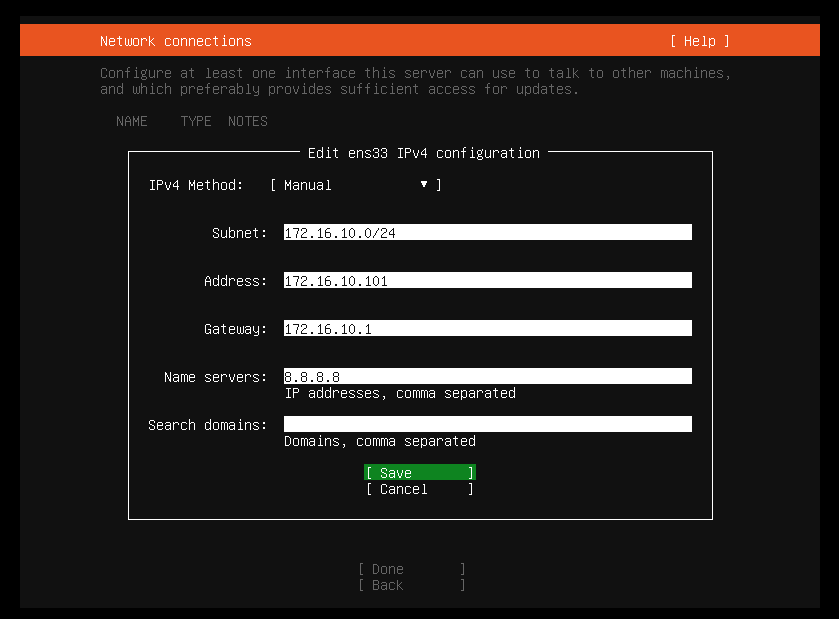 Network connections [ Help ]
Configure at least one interface this server can use to talk to other machines,
and which preferably provides sufficient access for updates.
NAME TYPE NOTES
Edit ens33 IPv4 configuration
IPv4 Method: [ Manual ▾ ]
Subnet: 172.16.10.0/24
Address: 172.16.10.101
Gateway: 172.16.10.1
Name servers: 8.8.8.8
IP addresses, comma separated
Search domains:
Domains, comma separated
[ Save ]
[ Cancel ]
[ Done ]
[ Back ]